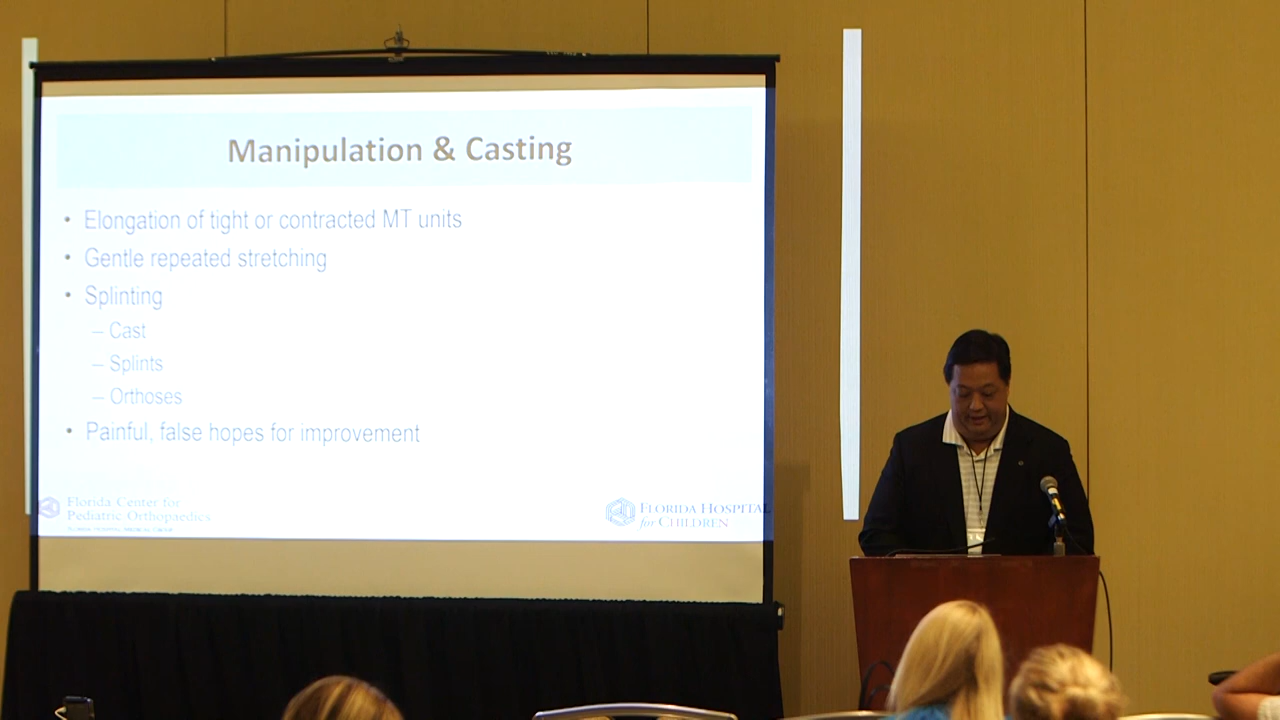 Manipulation & Casting
• Elongation of tight or contracted MT units
• Gentle repeated stretching
• Splinting
– Cast
– Splints
– Orthoses
• Painful, false hopes for improvement
Florida Center for
Pediatric Orthopaedics
FLORIDA HOSPITAL
for CHILDREN